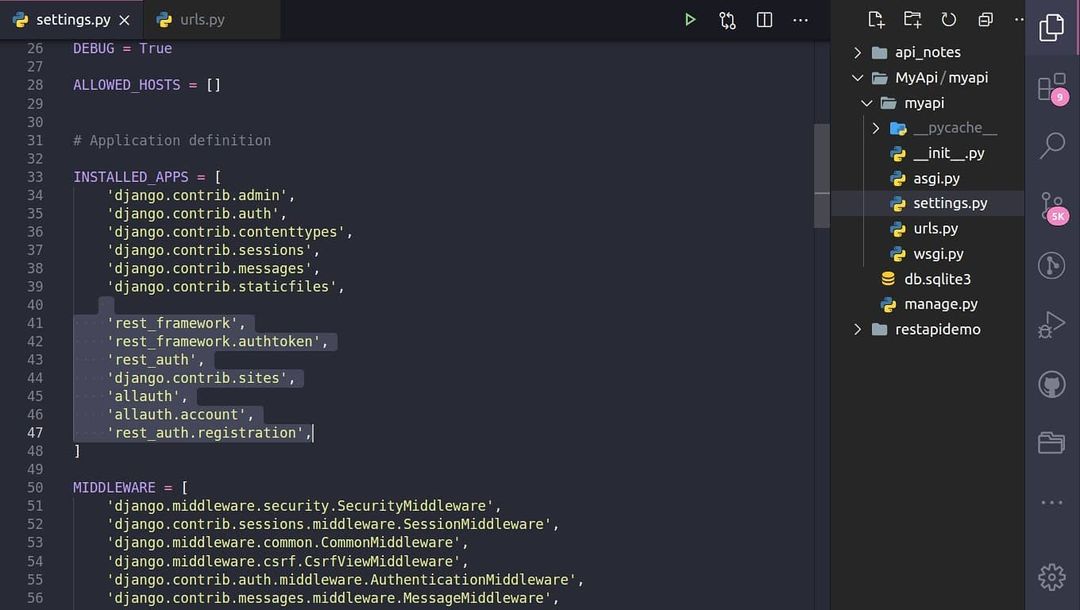 settings.py
urls.py
26 DEBUG = True
27
28 ALLOWED_HOSTS = []
29
30
31 # Application definition
32
33 INSTALLED_APPS = [
34 'django.contrib.admin',
35 'django.contrib.auth',
36 'django.contrib.contenttypes',
37 'django.contrib.sessions',
38 'django.contrib.messages',
39 'django.contrib.staticfiles',
40
41 'rest_framework',
42 'rest_framework.authtoken',
43 'rest_auth',
44 'django.contrib.sites',
45 'allauth',
46 'allauth.account',
47 'rest_auth.registration',
48 ]
49
50 MIDDLEWARE = [
51 'django.middleware.security.SecurityMiddleware',
52 'django.contrib.sessions.middleware.SessionMiddleware',
53 'django.middleware.common.CommonMiddleware',
54 'django.middleware.csrf.CsrfViewMiddleware',
55 'django.contrib.auth.middleware.AuthenticationMiddleware',
56 'django.contrib.messages.middleware.MessageMiddleware',
api_notes
MyApi/myapi
myapi
__pycache__
__init__.py
asgi.py
settings.py
urls.py
wsgi.py
db.sqlite3
manage.py
restapidemo
9
5K